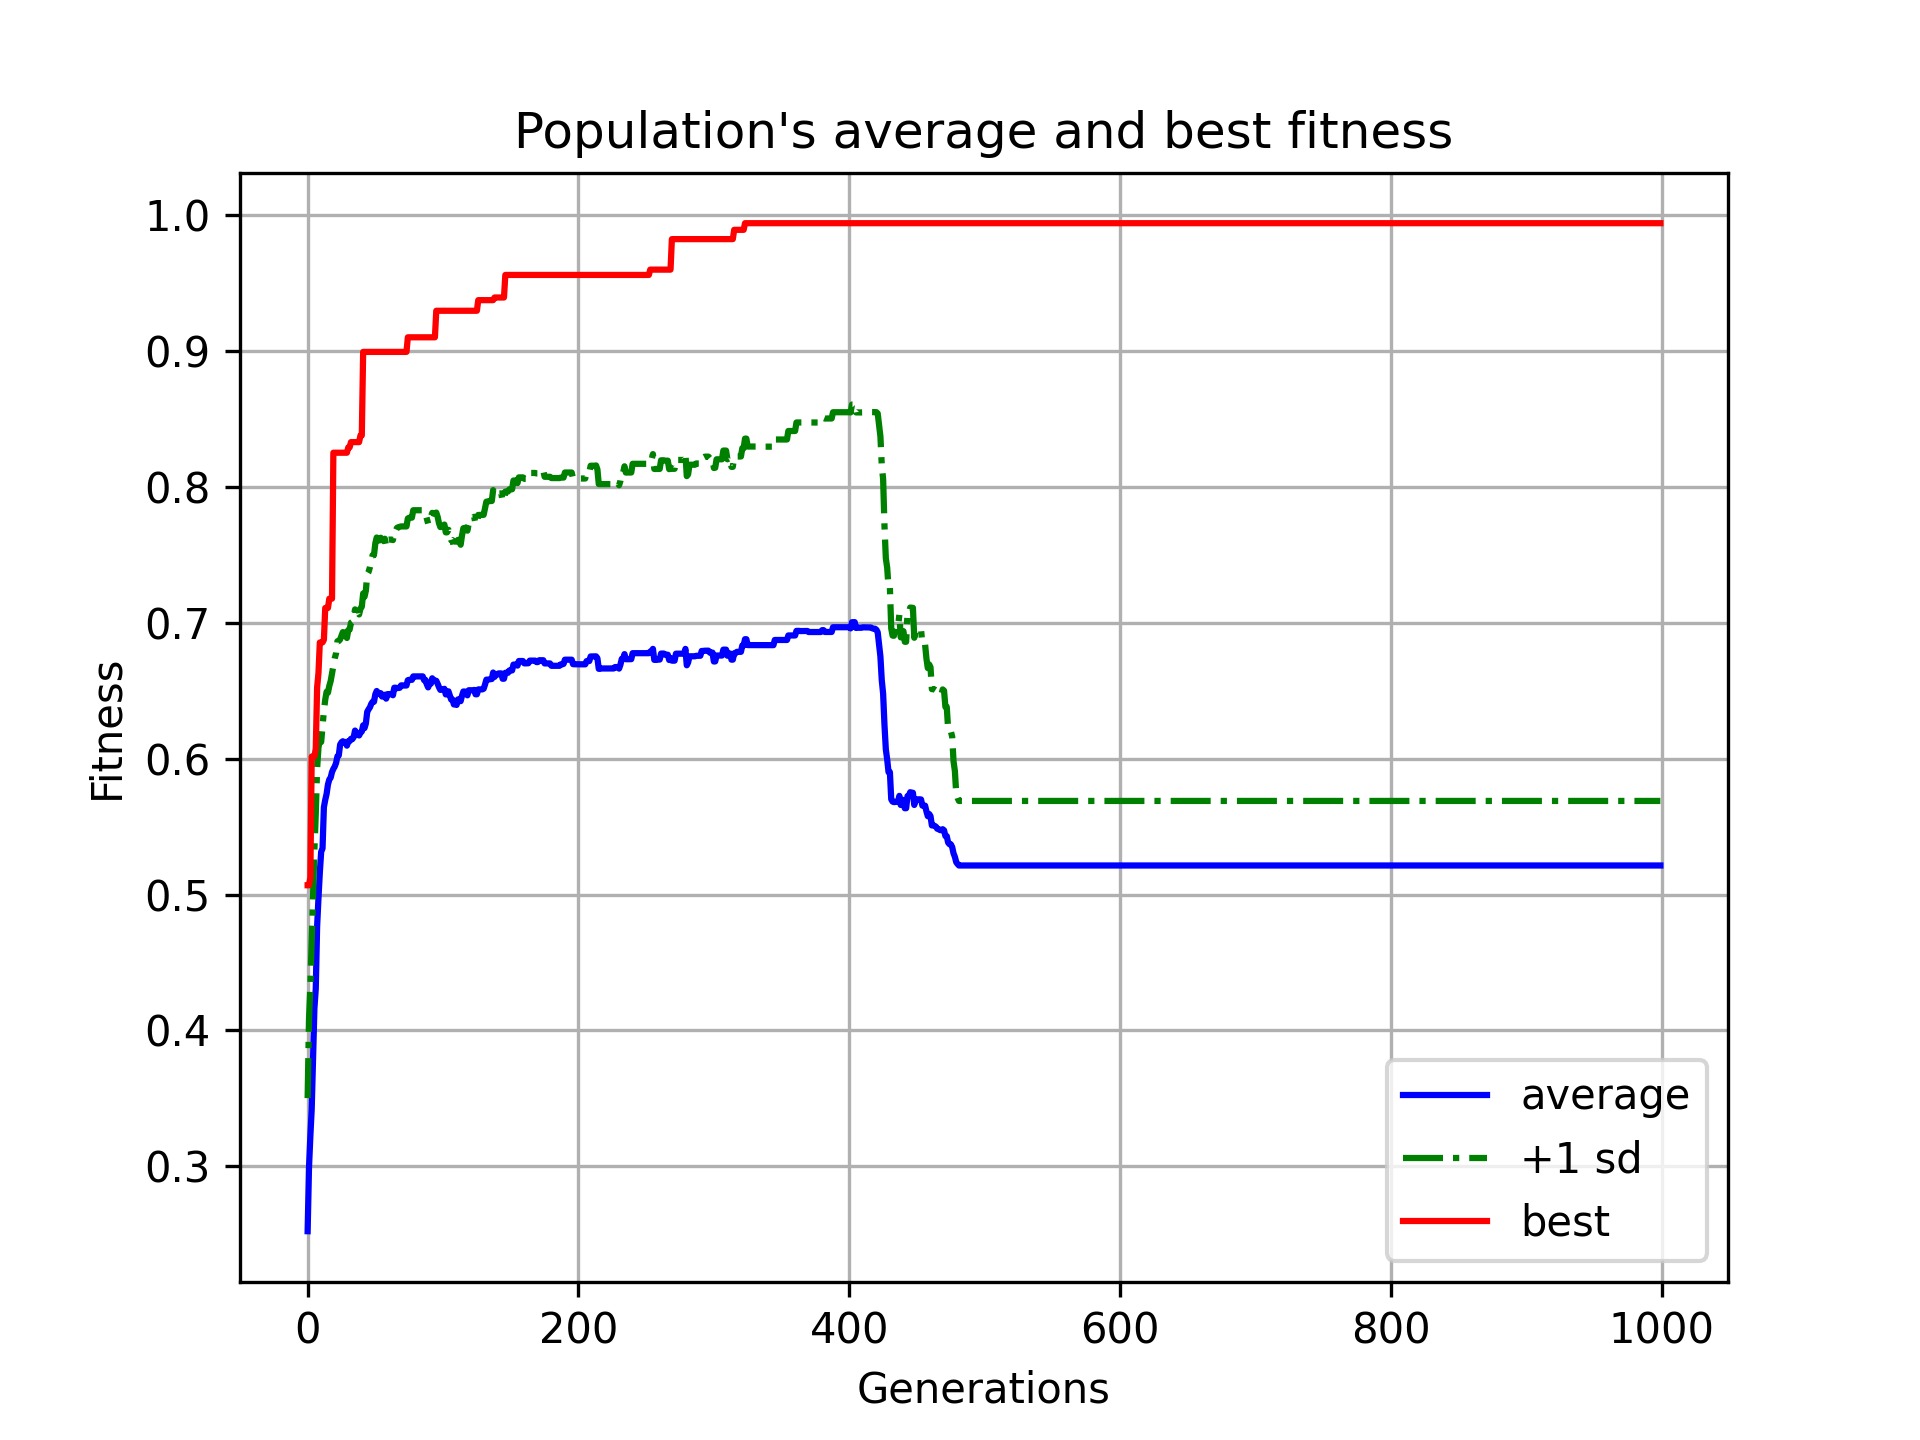 Population's average and best fitness
1.0
0.9
0.8
0.7
0.6
0.5
0.4
0.3
Fitness
average
+1 sd
best
0 200 400 600 800 1000
Generations